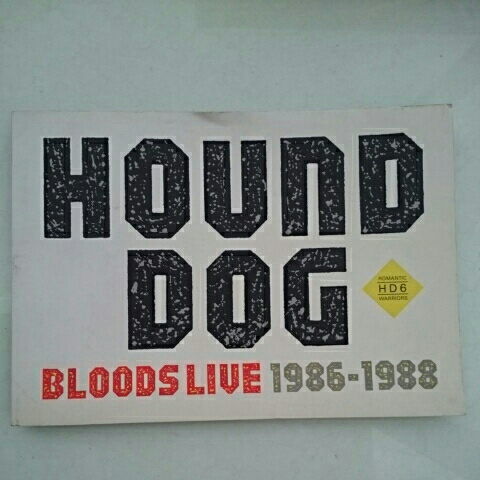 HOUND
DOG
ROMANTIC
HD6
WARRIORS
BLOODS LIVE 1986-1988